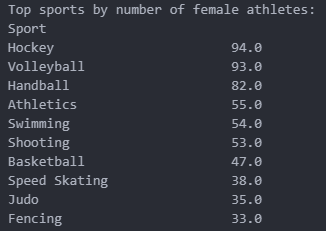 Top sports by number of female athletes:
Sport
Hockey 94.0
Volleyball 93.0
Handball 82.0
Athletics 55.0
Swimming 54.0
Shooting 53.0
Basketball 47.0
Speed Skating 38.0
Judo 35.0
Fencing 33.0